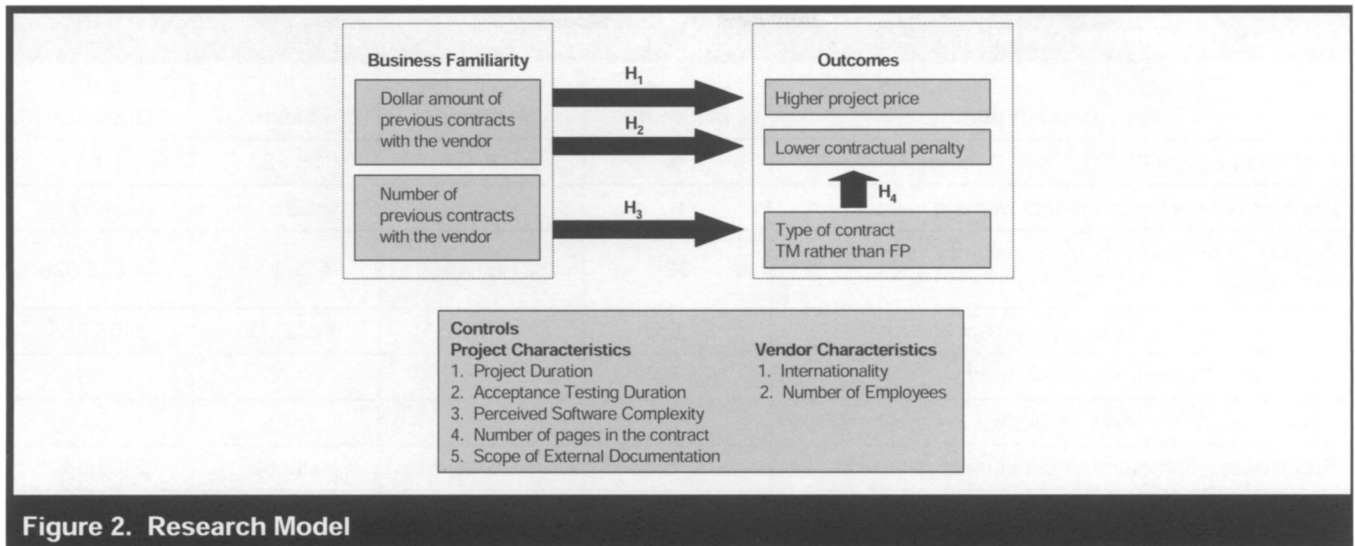 Business Familiarity
Dollar amount of
previous contracts
with the vendor
Number of
previous contracts
with the vendor
H1
H2
H3
Outcomes
Higher project price
Lower contractual penalty
H4
Type of contract
TM rather than FP
Controls
Project Characteristics
1. Project Duration
2. Acceptance Testing Duration
3. Perceived Software Complexity
4. Number of pages in the contract
5. Scope of External Documentation
Vendor Characteristics
1. Internationality
2. Number of Employees
Figure 2. Research Model